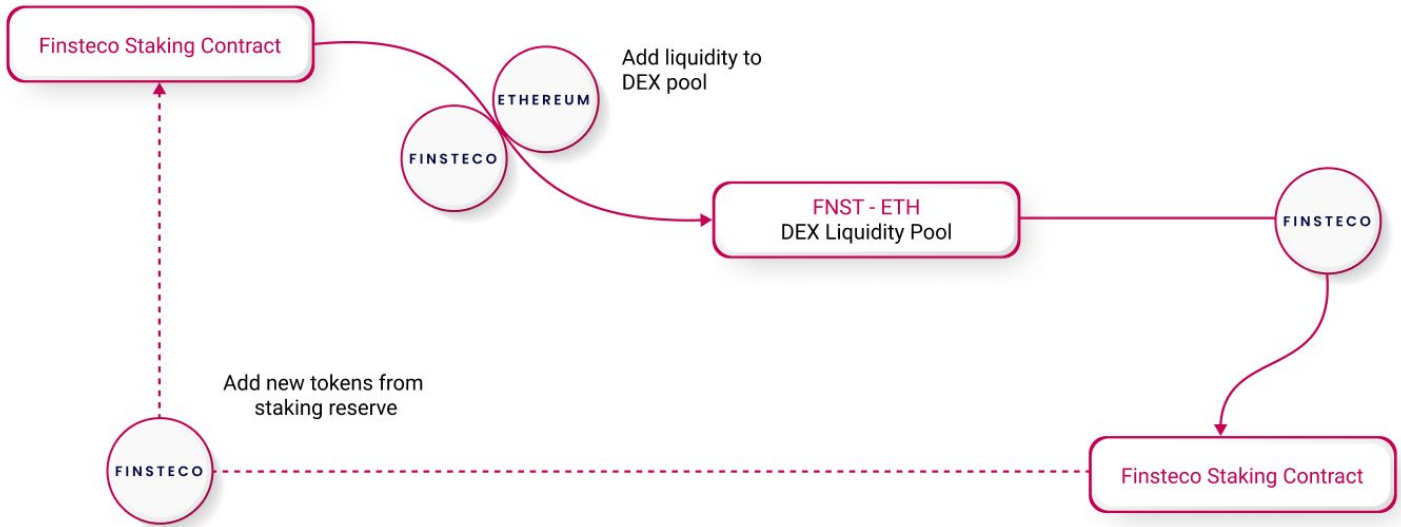 Finsteco Staking Contract
ETHEREUM
FINSTECO
Add liquidity to
DEX pool
FNST - ETH
DEX Liquidity Pool
FINSTECO
Add new tokens from
staking reserve
FINSTECO
Finsteco Staking Contract